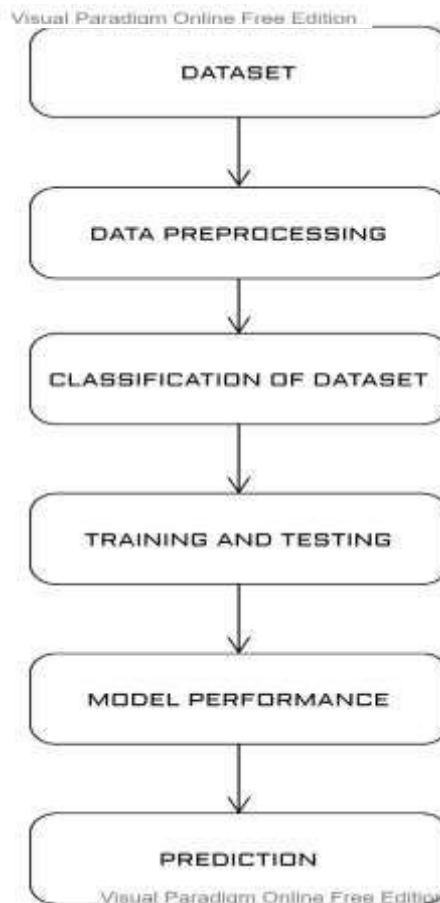 Visual Paradigm Online Free Edition
DATASET
DATA PREPROCESSING
CLASSIFICATION OF DATASET
TRAINING AND TESTING
MODEL PERFORMANCE
PREDICTION
Visual Paradigm Online Free Edition